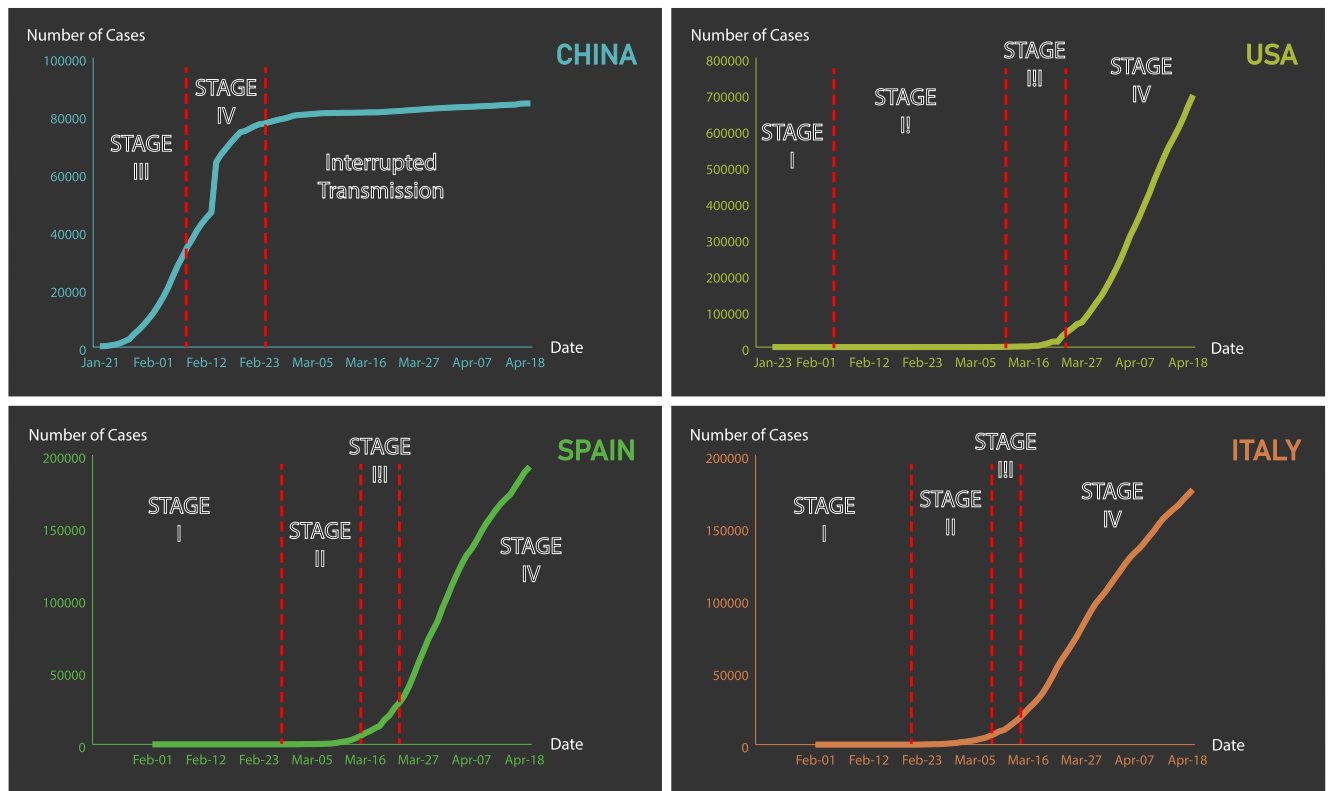 Number of Cases
CHINA
100000
80000
60000
40000
20000
0
STAGE
III
STAGE
IV
Interrupted
Transmission
Jan-21 Feb-01 Feb-12 Feb-23 Mar-05 Mar-16 Mar-27 Apr-07 Apr-18
Date
Number of Cases
USA
800000
700000
600000
500000
400000
300000
200000
100000
0
STAGE
I
STAGE
II
STAGE
III
STAGE
IV
Jan-23 Feb-01 Feb-12 Feb-23 Mar-05 Mar-16 Mar-27 Apr-07 Apr-18
Date
Number of Cases
SPAIN
200000
150000
100000
50000
0
STAGE
I
STAGE
II
STAGE
III
STAGE
IV
Feb-01 Feb-12 Feb-23 Mar-05 Mar-16 Mar-27 Apr-07 Apr-18
Date
Number of Cases
ITALY
200000
150000
100000
50000
0
STAGE
I
STAGE
II
STAGE
III
STAGE
IV
Feb-01 Feb-12 Feb-23 Mar-05 Mar-16 Mar-27 Apr-07 Apr-18
Date